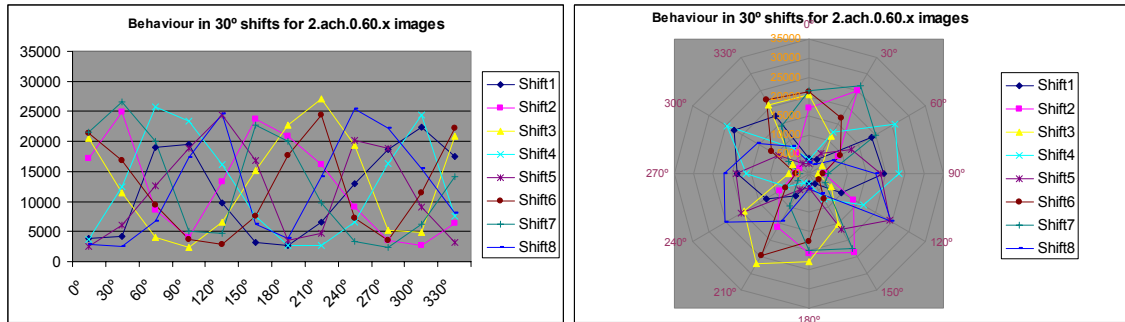 Behaviour in 30º shifts for 2.ach.0.60.x images
35000
30000
25000
20000
15000
10000
5000
0
0º 30º 60º 90º 120º 150º 180º 210º 240º 270º 300º 330º
Shift1
Shift2
Shift3
Shift4
Shift5
Shift6
Shift7
Shift8
Behaviour in 30º shifts for 2.ach.0.60.x images
0º
30º
60º
90º
120º
150º
180º
210º
240º
270º
300º
330º
35000
30000
25000
Shift1
Shift2
Shift3
Shift4
Shift5
Shift6
Shift7
Shift8